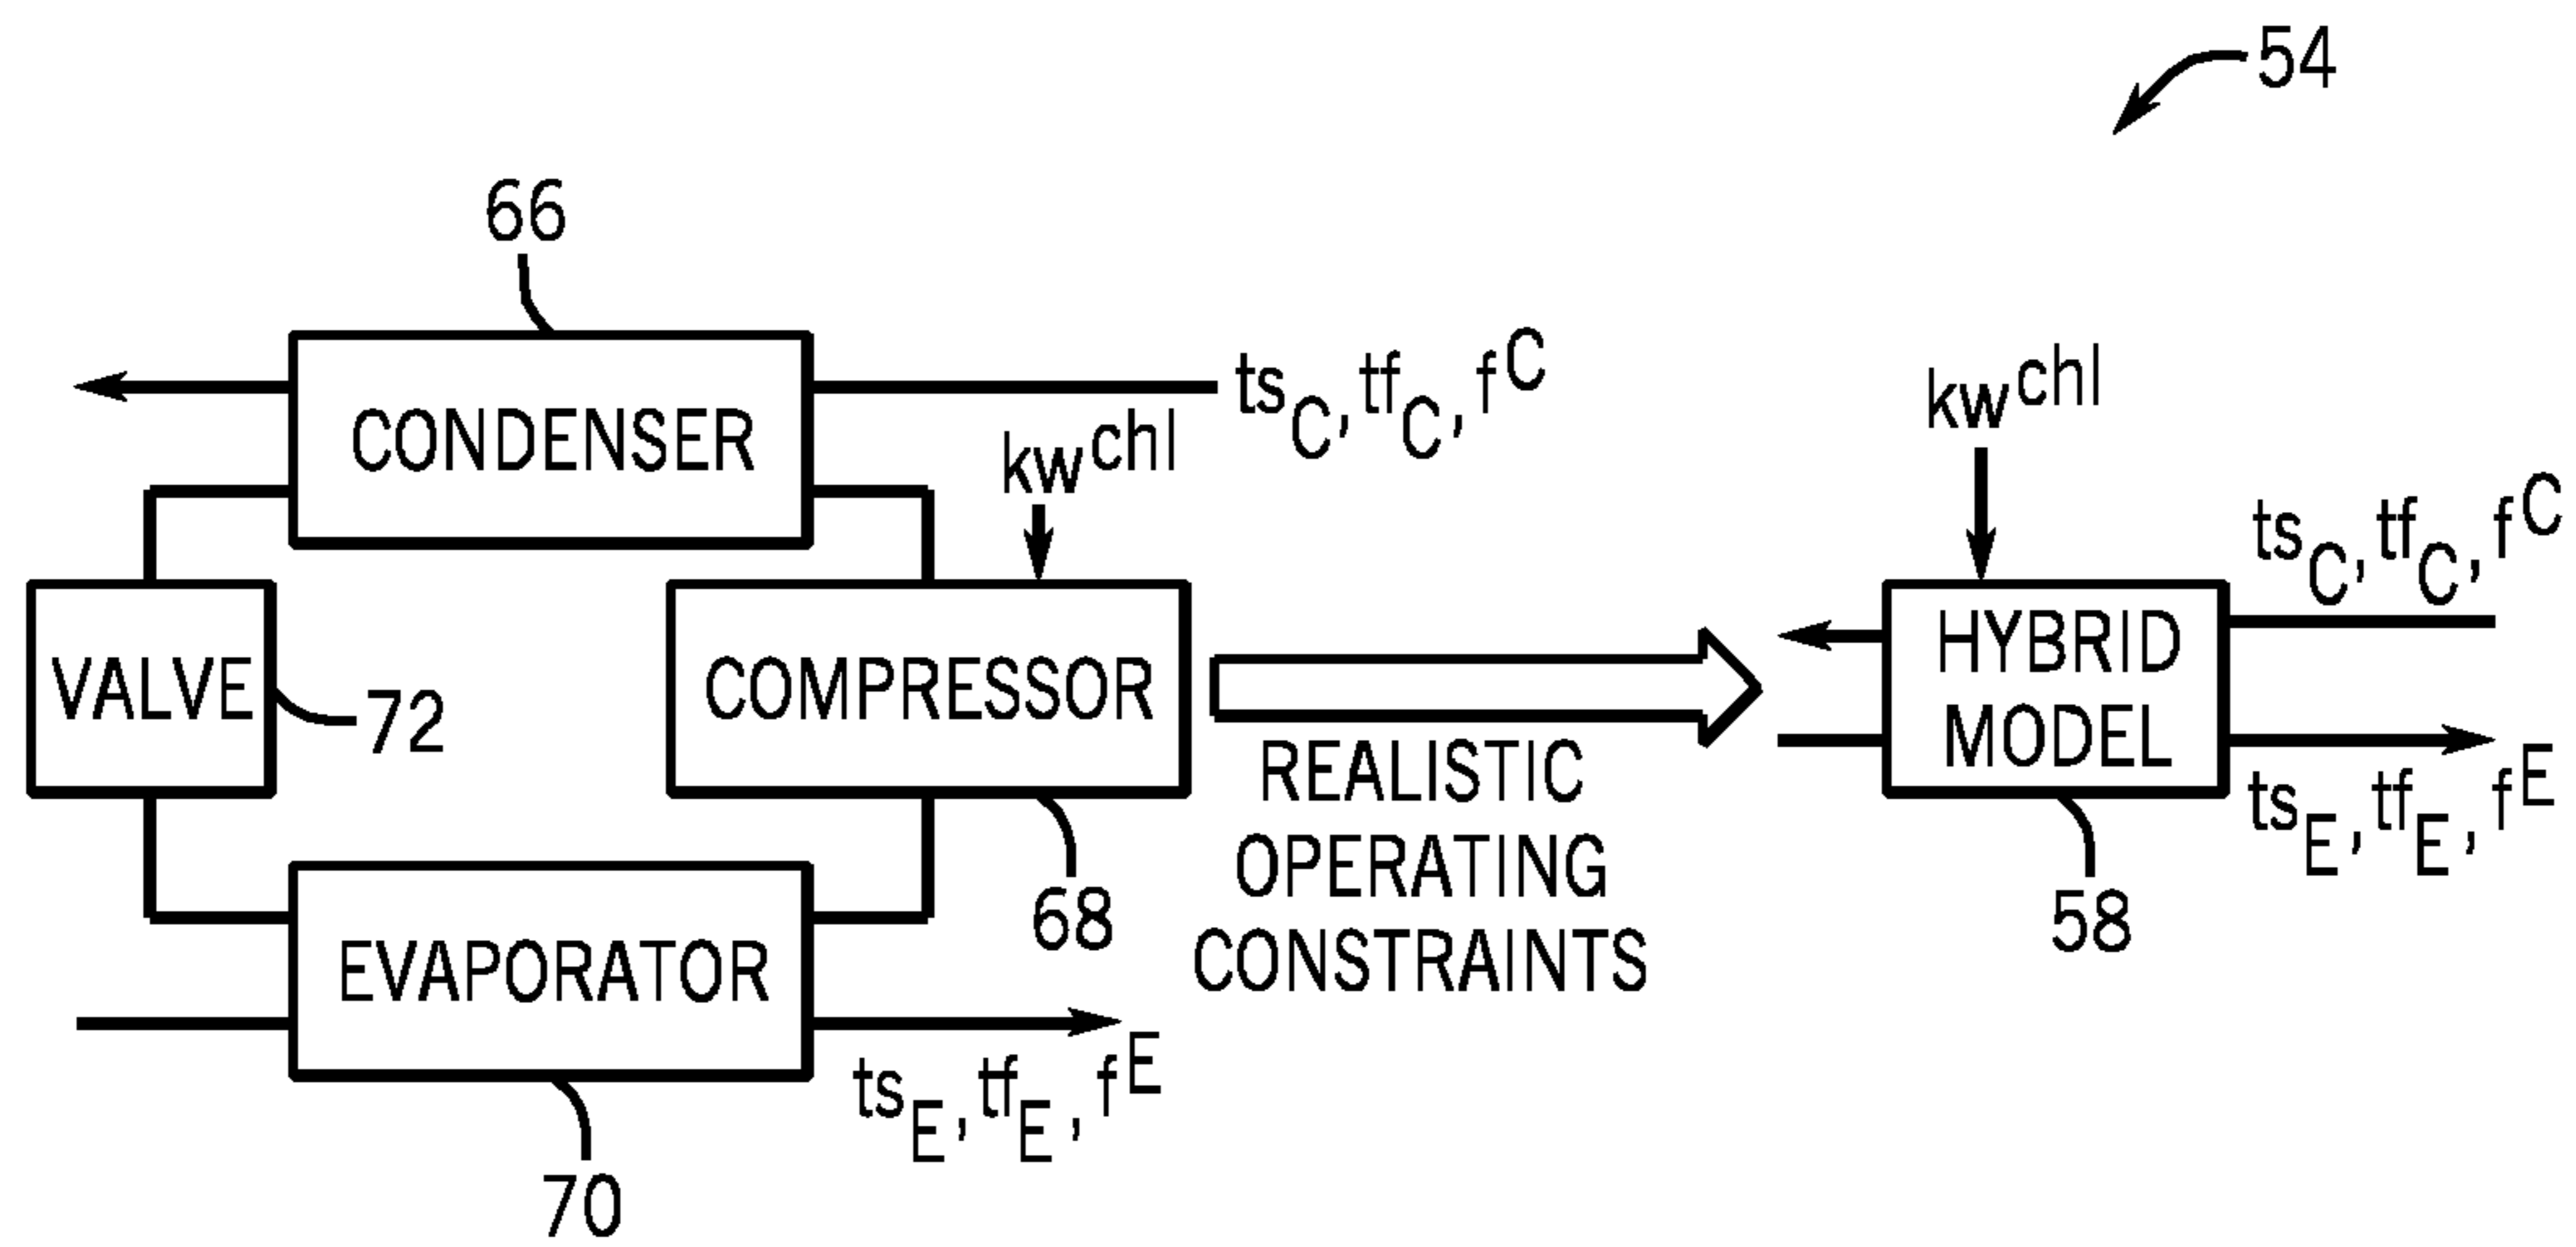 54
66
ts_C, tf_C, f^C
kw^chl
CONDENSER
kw^chl
ts_C, tf_C, f^C
VALVE
72
COMPRESSOR
HYBRID
MODEL
REALISTIC
OPERATING
CONSTRAINTS
ts_E, tf_E, f^E
68
58
EVAPORATOR
ts_E, tf_E, f^E
70